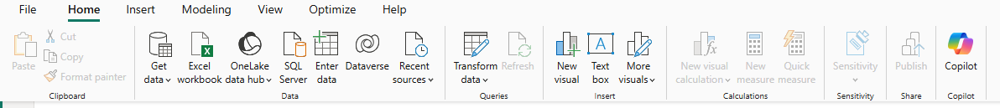 File Home Insert Modeling View Optimize Help
Paste
Cut
Copy
Format painter
Clipboard
Get
data
Excel
workbook
OneLake
data hub
SQL
Server
Enter
data
Dataverse
Recent
sources
Data
Transform
data
Refresh
Queries
New
visual
Text
box
More
visuals
Insert
New visual
calculation
New
measure
Quick
measure
Calculations
Sensitivity
Sensitivity
Publish
Share
Copilot
Copilot